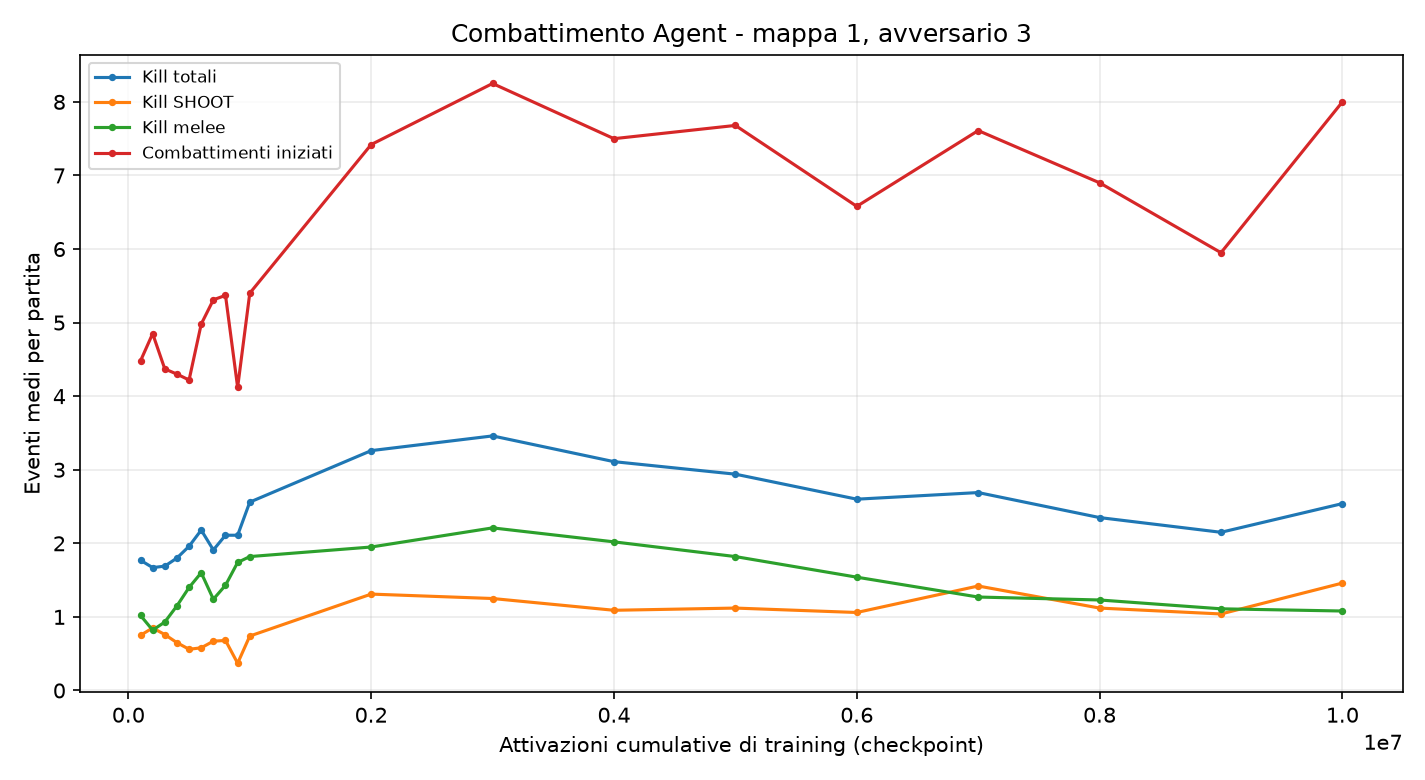 Combattimento Agent - mappa 1, avversario 3
Kill totali
Kill SHOOT
Kill melee
Combattimenti iniziati
Eventi medi per partita
8
7
6
5
4
3
2
1
0
0.0 0.2 0.4 0.6 0.8 1.0
1e7
Attivazioni cumulative di training (checkpoint)